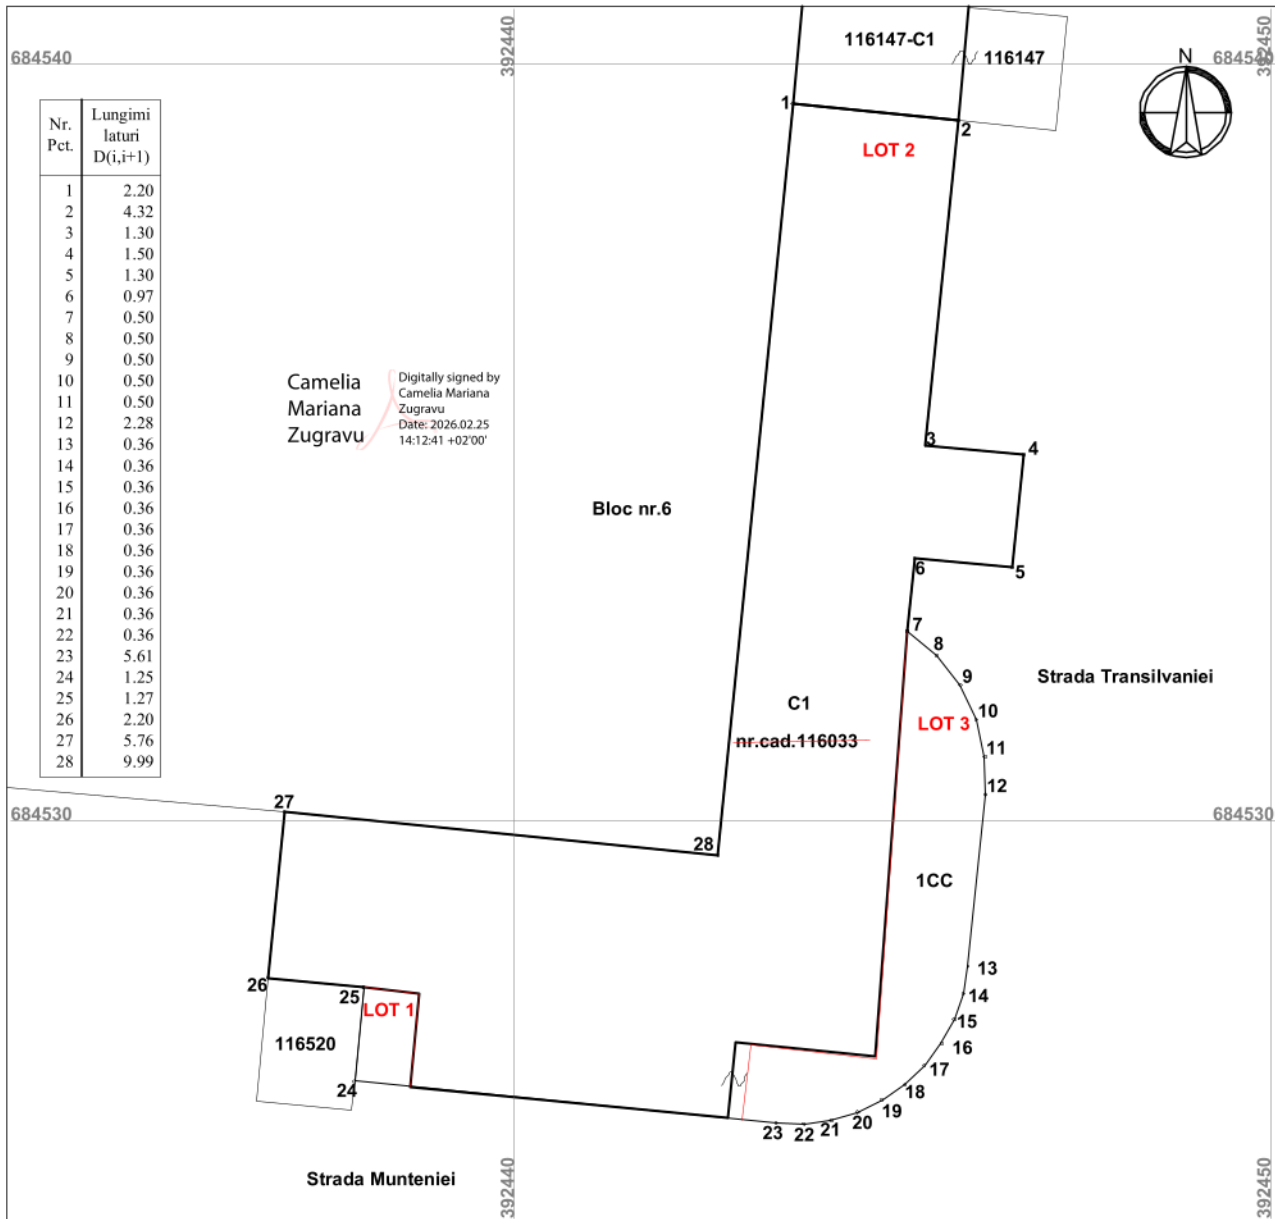 392440
392450
684540
684540
116147-C1
116147
N
1
2
LOT 2
Nr.
Pct.
Lungimi
laturi
D(i,i+1)
1 2.20
2 4.32
3 1.30
4 1.50
5 1.30
6 0.97
7 0.50
8 0.50
9 0.50
10 0.50
11 0.50
12 2.28
13 0.36
14 0.36
15 0.36
16 0.36
17 0.36
18 0.36
19 0.36
20 0.36
21 0.36
22 0.36
23 5.61
24 1.25
25 1.27
26 2.20
27 5.76
28 9.99
Camelia
Mariana
Zugravu
Digitally signed by
Camelia Mariana
Zugravu
Date: 2026.02.25
14:12:41 +02'00'
3
4
Bloc nr.6
5
6
7
8
9
Strada Transilvaniei
C1
nr.cad.116033
LOT 3
10
11
12
684530
684530
27
28
1CC
13
14
15
16
17
18
19
20
21
22
23
26
25
LOT 1
116520
24
Strada Munteniei
392440
392450